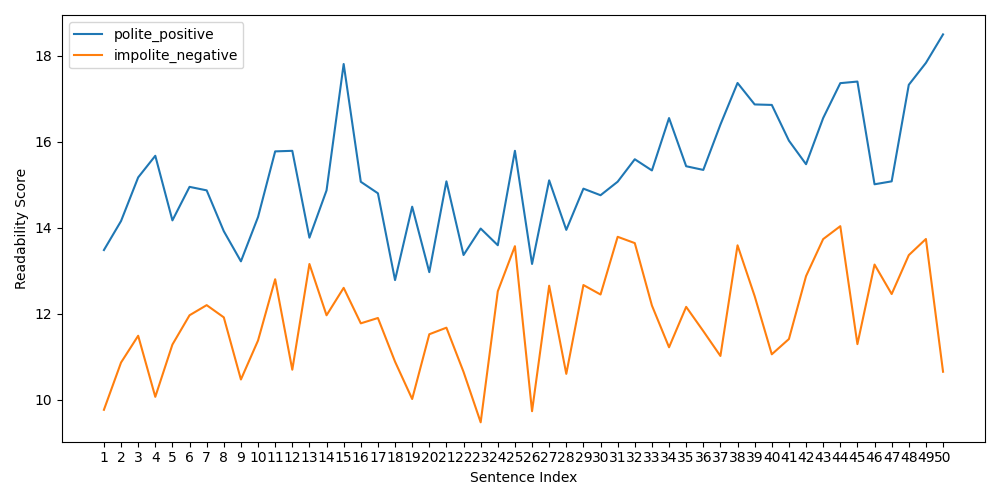 polite_positive
impolite_negative
Readability Score
18
16
14
12
10
1 2 3 4 5 6 7 8 9 10 11 12 13 14 15 16 17 18 19 20 21 22 23 24 25 26 27 28 29 30 31 32 33 34 35 36 37 38 39 40 41 42 43 44 45 46 47 48 49 50
Sentence Index